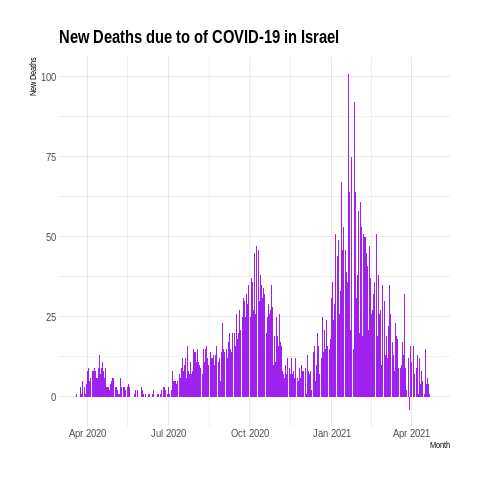 New Deaths due to of COVID-19 in Israel
New Deaths
100
75
50
25
0
Apr 2020 Jul 2020 Oct 2020 Jan 2021 Apr 2021
Month